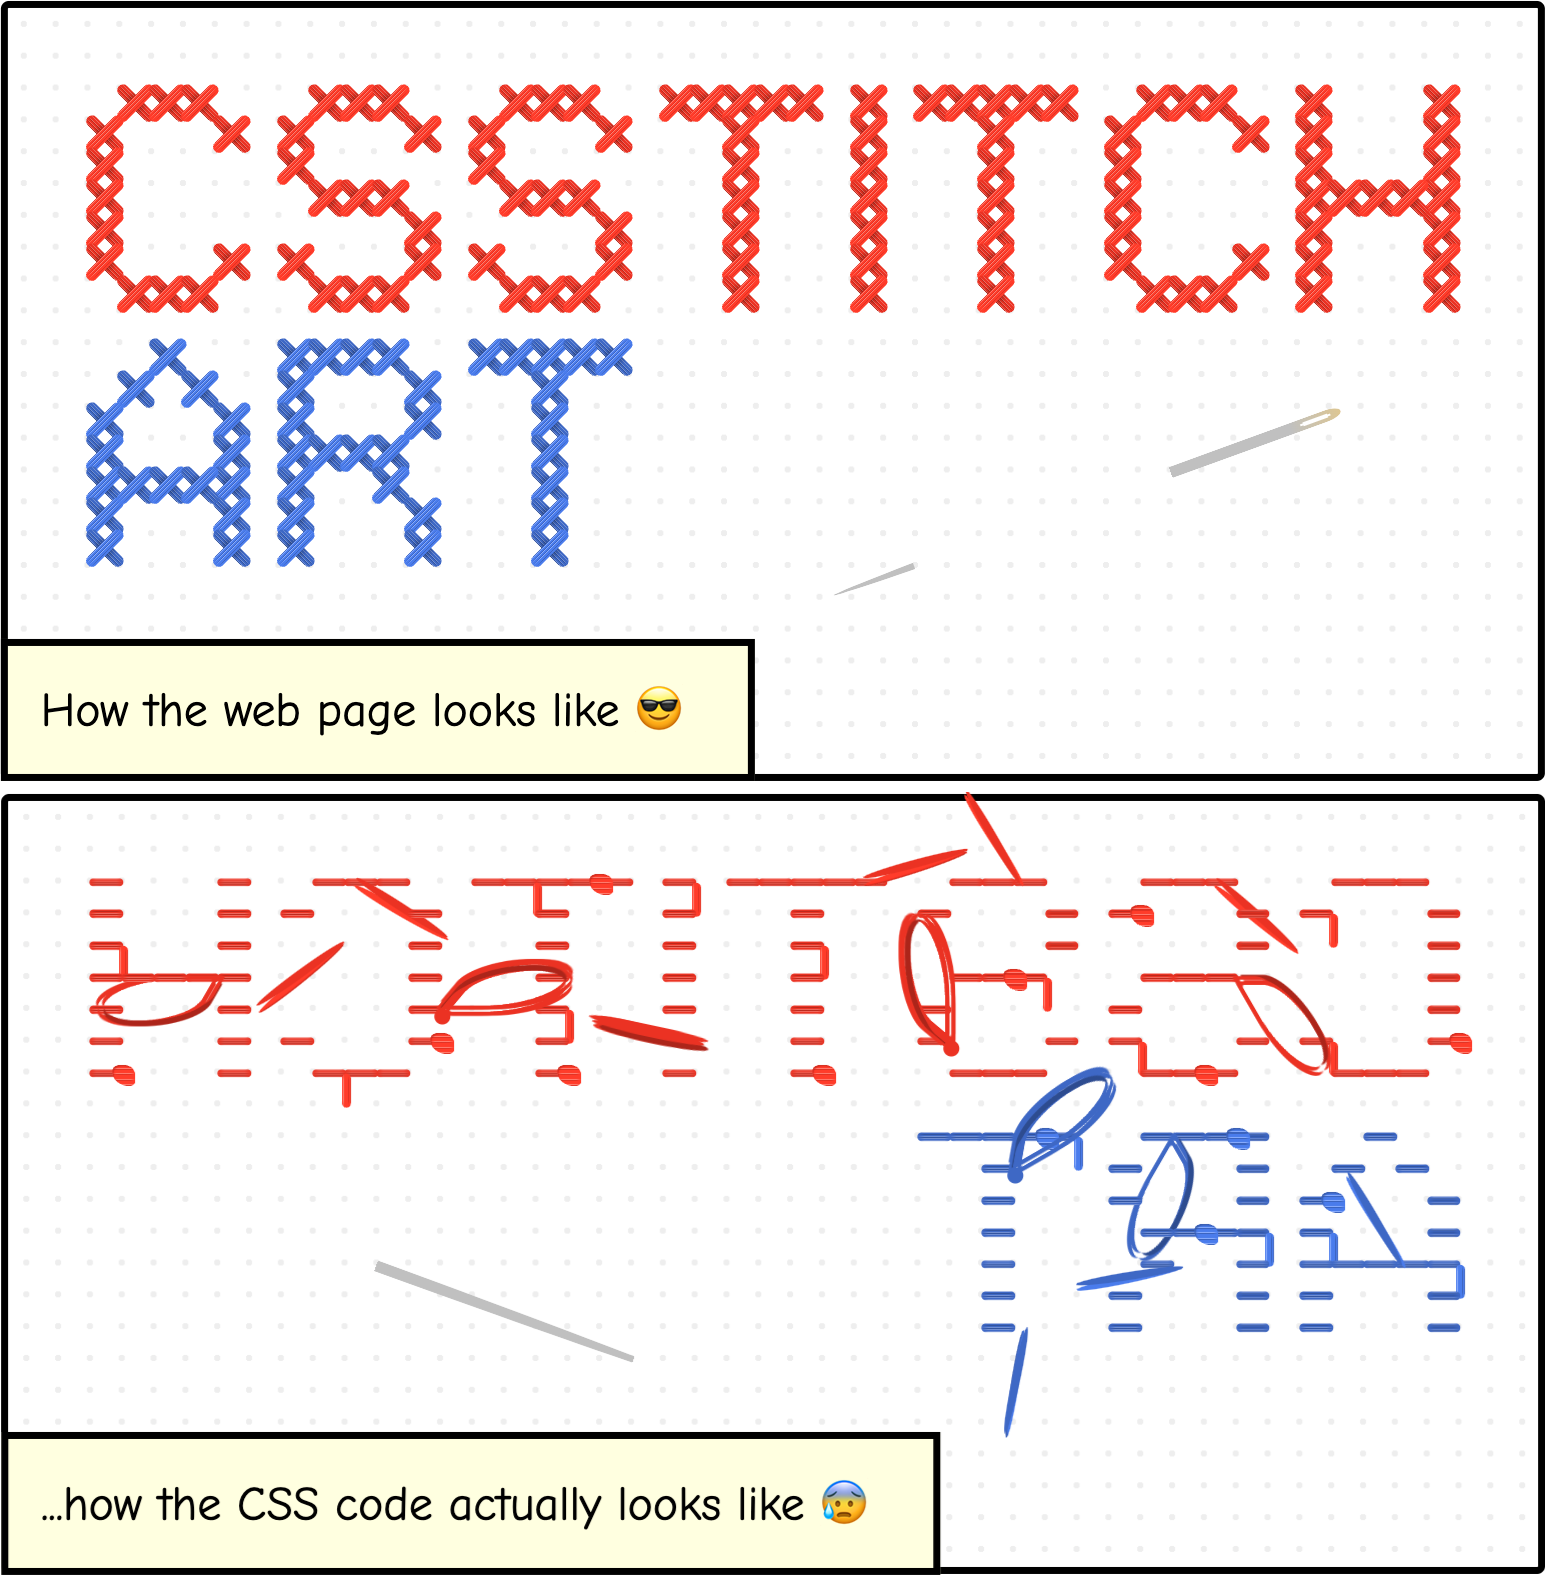 CSSTITCH
ART
How the web page looks like 😎
...how the CSS code actually looks like 😰